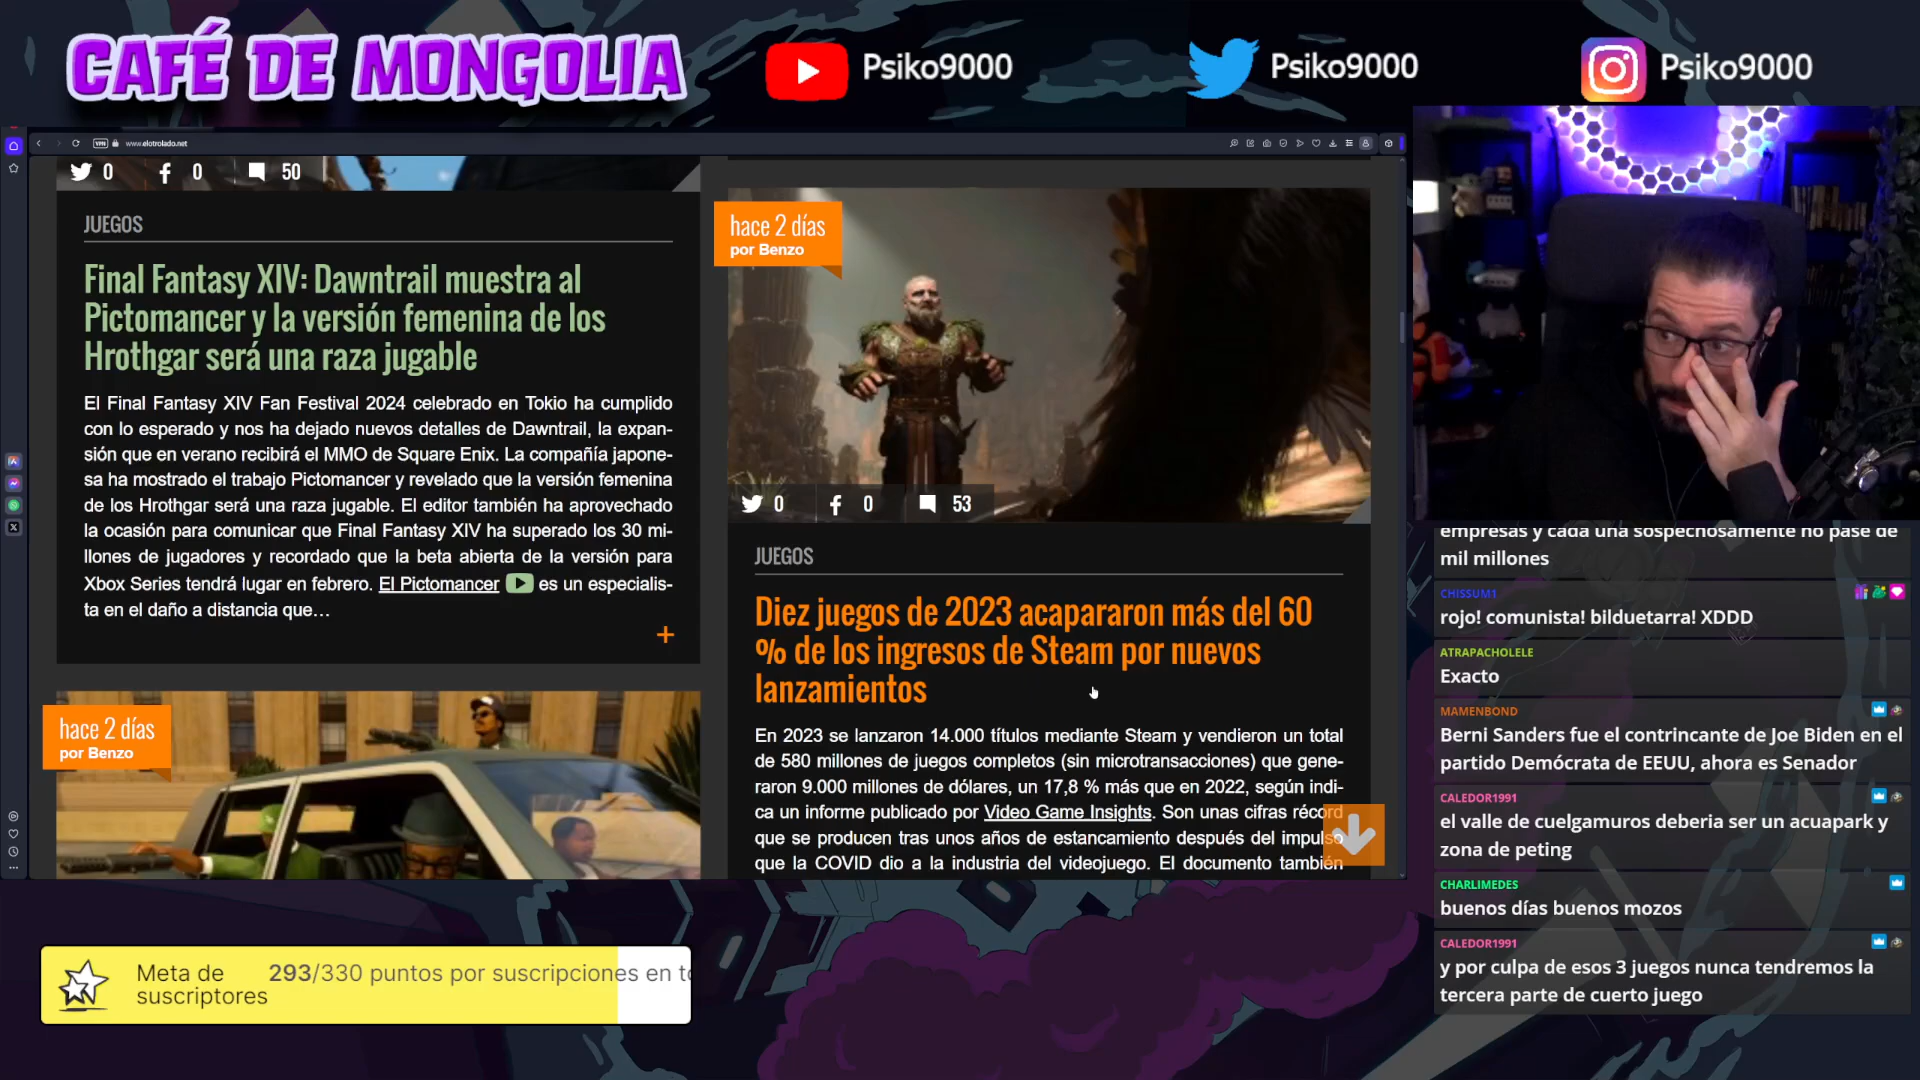 CAFÉ DE MONGOLIA
Psiko9000
Psiko9000
Psiko9000
VPN
www.elotrolado.net
0
0
50
JUEGOS
Final Fantasy XIV: Dawntrail muestra al
Pictomancer y la versión femenina de los
Hrothgar será una raza jugable
El Final Fantasy XIV Fan Festival 2024 celebrado en Tokio ha cumplido
con lo esperado y nos ha dejado nuevos detalles de Dawntrail, la expan-
sión que en verano recibirá el MMO de Square Enix. La compañía japone-
sa ha mostrado el trabajo Pictomancer y revelado que la versión femenina
de los Hrothgar será una raza jugable. El editor también ha aprovechado
la ocasión para comunicar que Final Fantasy XIV ha superado los 30 mi-
llones de jugadores y recordado que la beta abierta de la versión para
Xbox Series tendrá lugar en febrero. El Pictomancer es un especialis-
ta en el daño a distancia que…
+
hace 2 días
por Benzo
hace 2 días
por Benzo
0
0
53
JUEGOS
Diez juegos de 2023 acapararon más del 60
% de los ingresos de Steam por nuevos
lanzamientos
En 2023 se lanzaron 14.000 títulos mediante Steam y vendieron un total
de 580 millones de juegos completos (sin microtransacciones) que gene-
raron 9.000 millones de dólares, un 17,8 % más que en 2022, según indi-
ca un informe publicado por Video Game Insights. Son unas cifras récord
que se producen tras unos años de estancamiento después del impulso
que la COVID dio a la industria del videojuego. El documento también
empresas y cada una sospechosamente no pase de
mil millones
CHISSUM1
rojo! comunista! bilduetarra! XDDD
ATRAPACHOLELE
Exacto
MAMENBOND
Berni Sanders fue el contrincante de Joe Biden en el
partido Demócrata de EEUU, ahora es Senador
CALEDOR1991
el valle de cuelgamuros deberia ser un acuapark y
zona de peting
CHARLIMEDES
buenos días buenos mozos
CALEDOR1991
y por culpa de esos 3 juegos nunca tendremos la
tercera parte de cuerto juego
Meta de
suscriptores
293/330 puntos por suscripciones en to